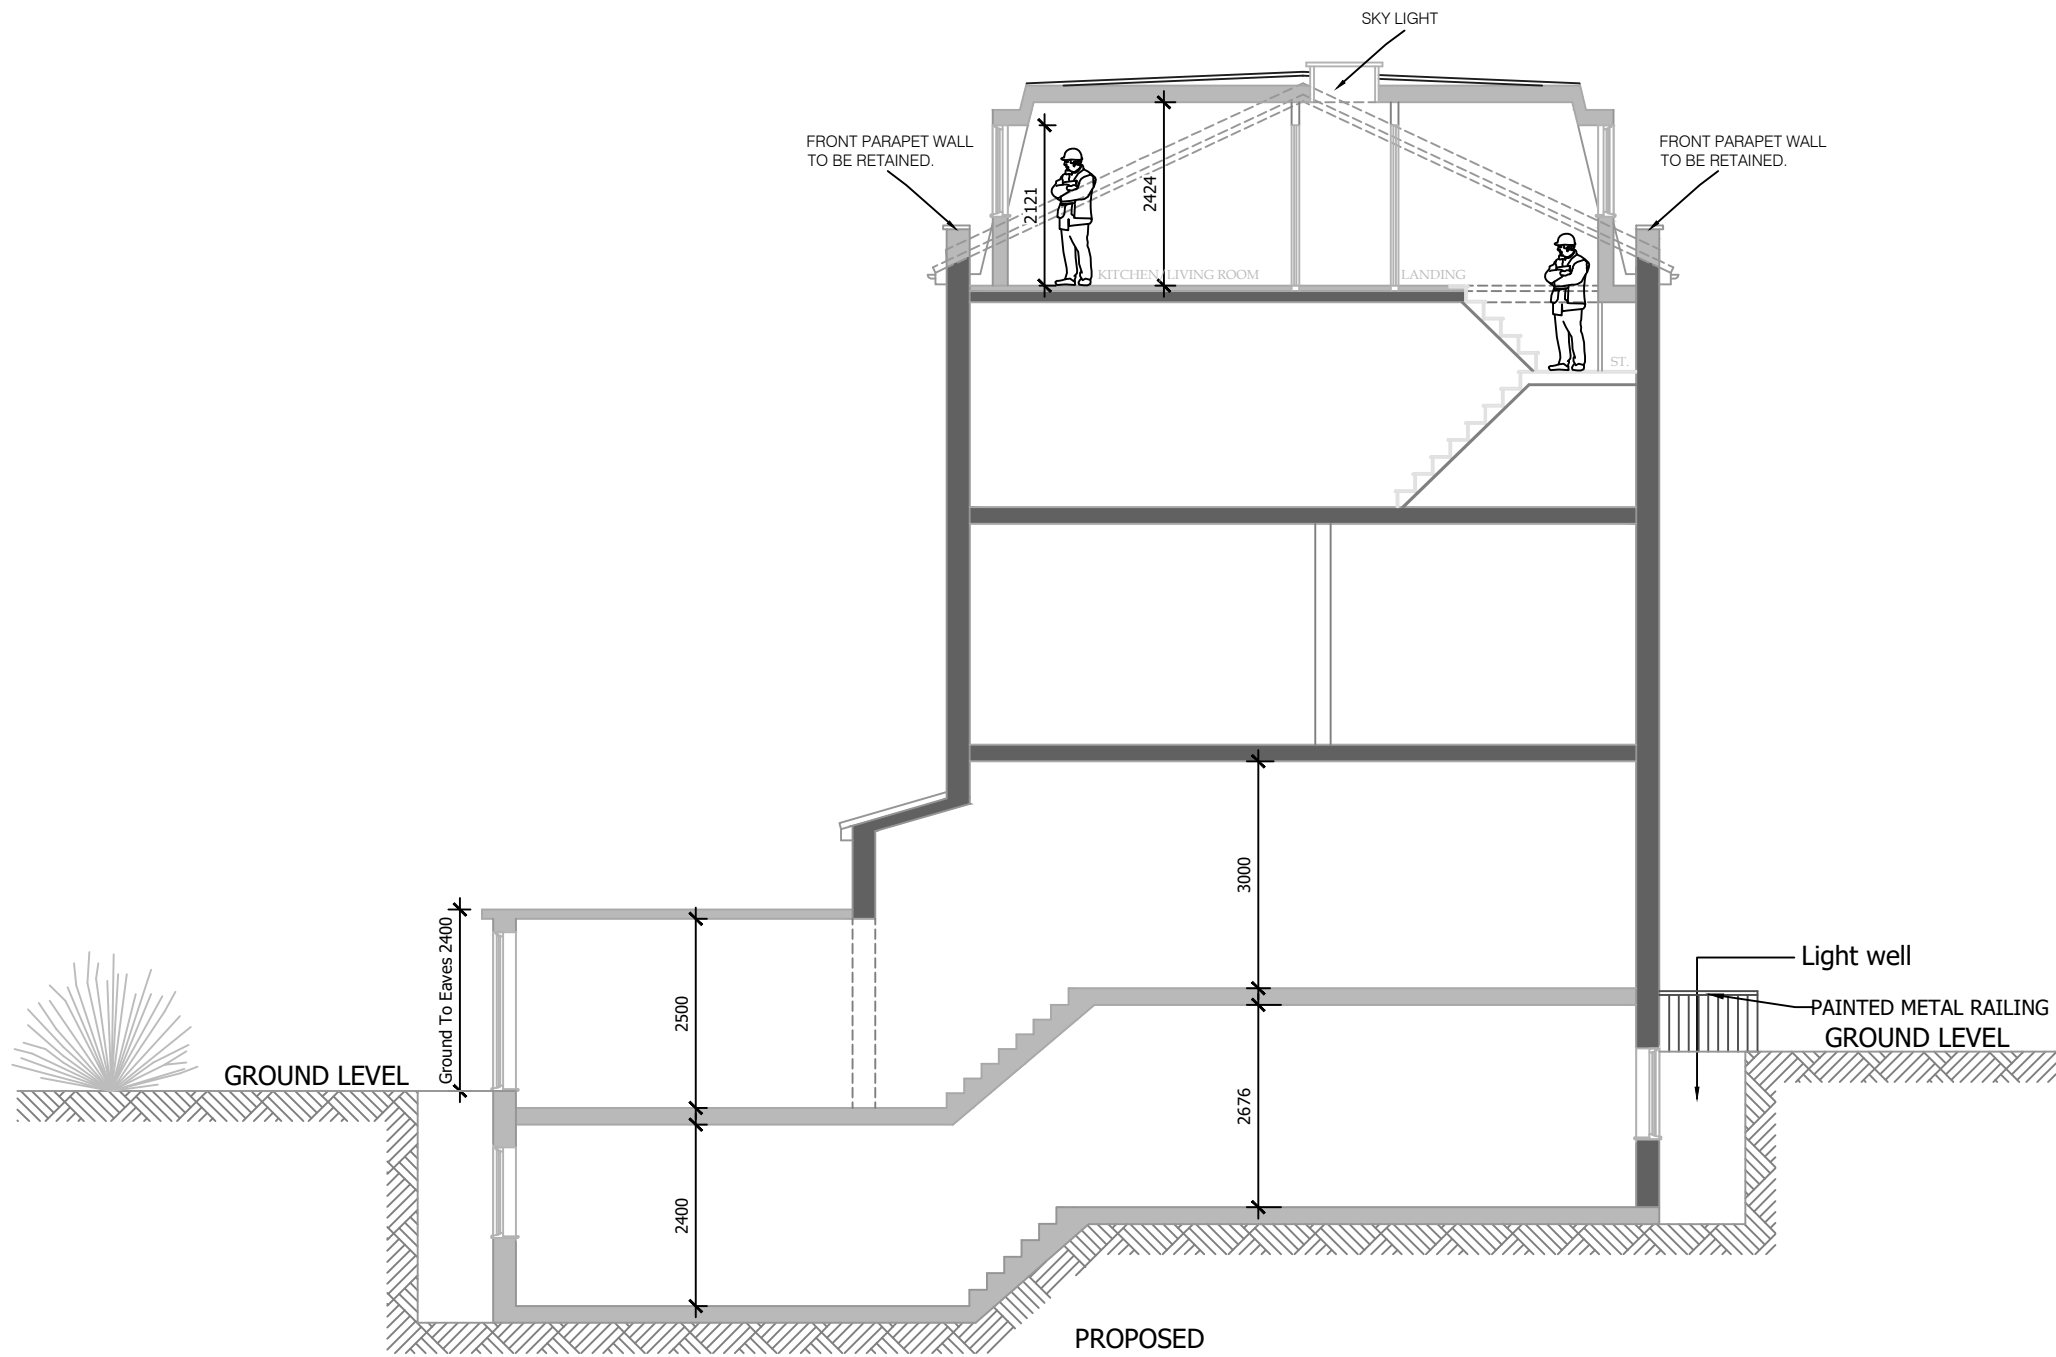 SKY LIGHT
FRONT PARAPET WALL
TO BE RETAINED.
FRONT PARAPET WALL
TO BE RETAINED.
2121
2424
KITCHEN/LIVING ROOM
LANDING
ST.
3000
Ground To Eaves 2400
2500
Light well
PAINTED METAL RAILING
GROUND LEVEL
GROUND LEVEL
2676
2400
PROPOSED